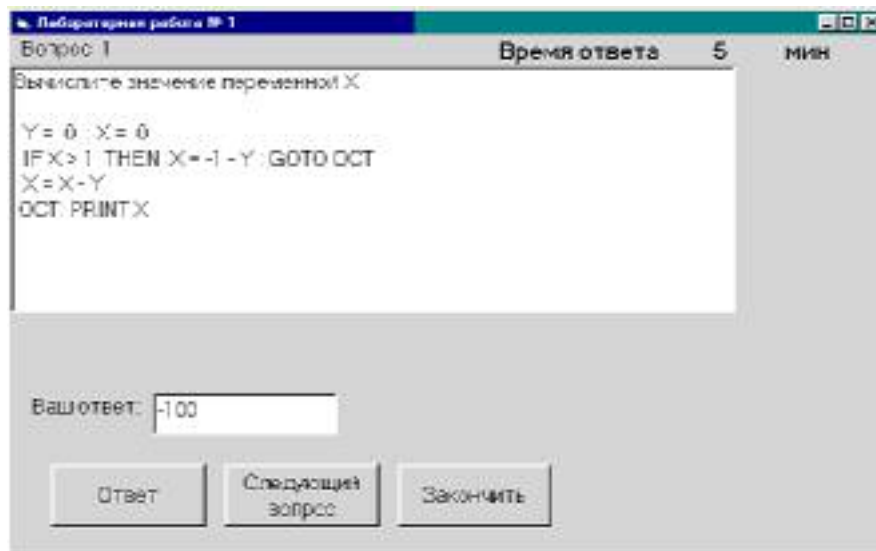 Лабораторная работа № 1
Вопрос 1 Время ответа 5 мин
Вычислите значение переменной X
Y = 0 : X = 0
IF X > 1 THEN X = -1 - Y : GOTO OCT
X = X - Y
OCT: PRINT X
Ваш ответ: -100
Ответ
Следующий
вопрос
Закончить